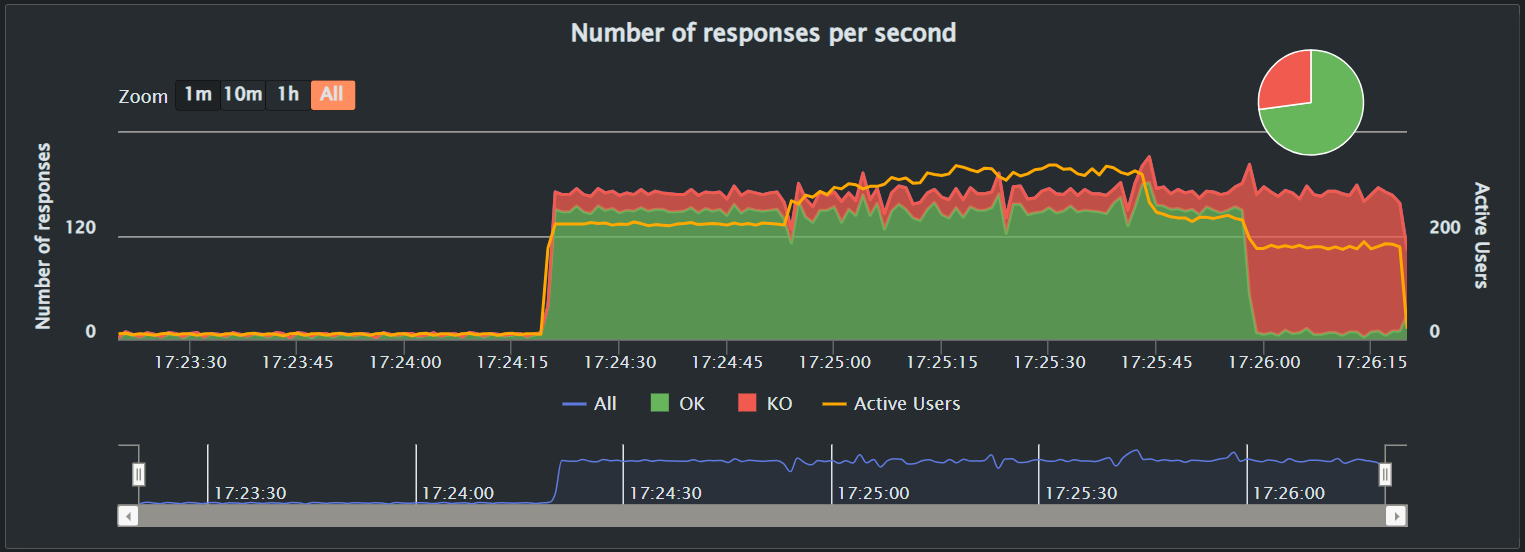 Number of responses per second
Zoom 1m 10m 1h All
Number of responses
120
0
Active Users
200
0
17:23:30 17:23:45 17:24:00 17:24:15 17:24:30 17:24:45 17:25:00 17:25:15 17:25:30 17:25:45 17:26:00 17:26:15
All OK KO Active Users
17:23:30 17:24:00 17:24:30 17:25:00 17:25:30 17:26:00